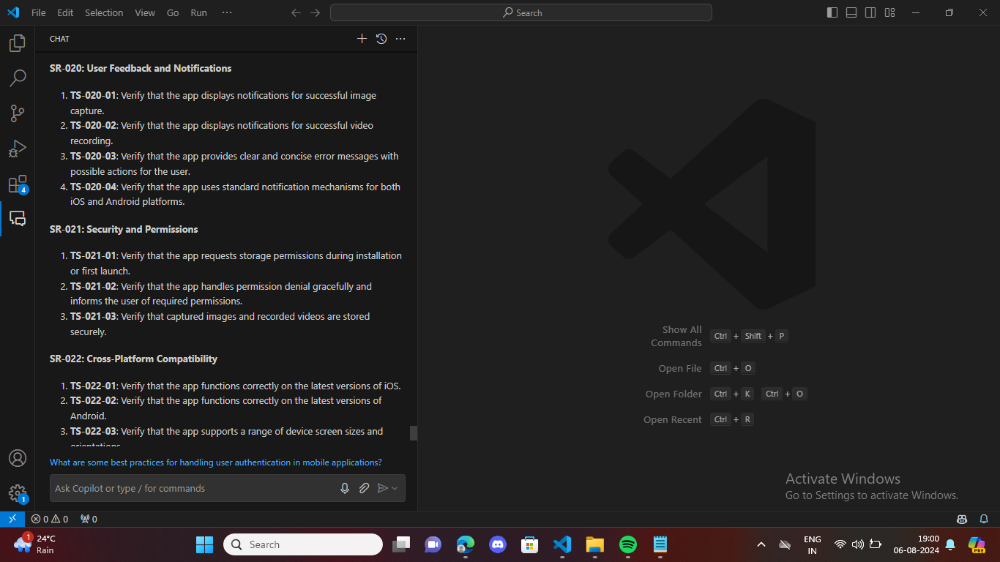 File Edit Selection View Go Run ···
Search
CHAT
SR-020: User Feedback and Notifications
1. TS-020-01: Verify that the app displays notifications for successful image
capture.
2. TS-020-02: Verify that the app displays notifications for successful video
recording.
3. TS-020-03: Verify that the app provides clear and concise error messages with
possible actions for the user.
4. TS-020-04: Verify that the app uses standard notification mechanisms for both
iOS and Android platforms.
SR-021: Security and Permissions
1. TS-021-01: Verify that the app requests storage permissions during installation
or first launch.
2. TS-021-02: Verify that the app handles permission denial gracefully and
informs the user of required permissions.
3. TS-021-03: Verify that captured images and recorded videos are stored
securely.
SR-022: Cross-Platform Compatibility
1. TS-022-01: Verify that the app functions correctly on the latest versions of iOS.
2. TS-022-02: Verify that the app functions correctly on the latest versions of
Android.
3. TS-022-03: Verify that the app supports a range of device screen sizes and
orientations.
What are some best practices for handling user authentication in mobile applications?
Ask Copilot or type / for commands
4
1
Show All
Commands
Ctrl + Shift + P
Open File Ctrl + O
Open Folder Ctrl + K Ctrl + O
Open Recent Ctrl + R
Activate Windows
Go to Settings to activate Windows.
0 0 0
1
24°C
Rain
Search
ENG
IN
19:00
06-08-2024
PRE